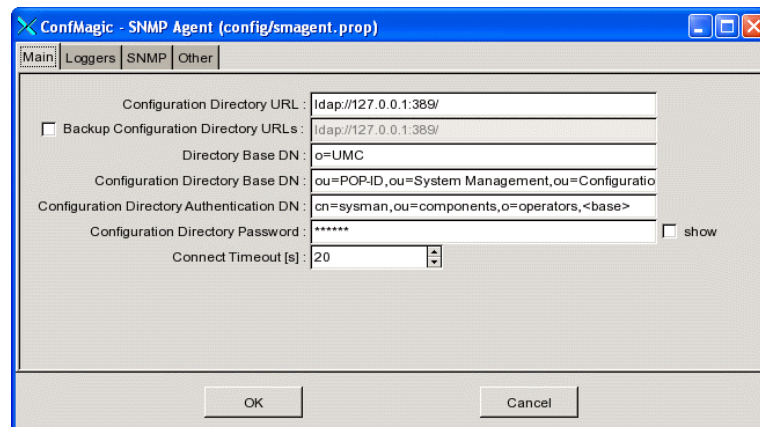 ConfMagic - SNMP Agent (config/smagent.prop)
Main Loggers SNMP Other
Configuration Directory URL : ldap://127.0.0.1:389/
Backup Configuration Directory URLs : ldap://127.0.0.1:389/
Directory Base DN : o=UMC
Configuration Directory Base DN : ou=POP-ID,ou=System Management,ou=Configuratio
Configuration Directory Authentication DN : cn=sysman,ou=components,o=operators,<base>
Configuration Directory Password : ****** show
Connect Timeout [s] : 20
OK Cancel